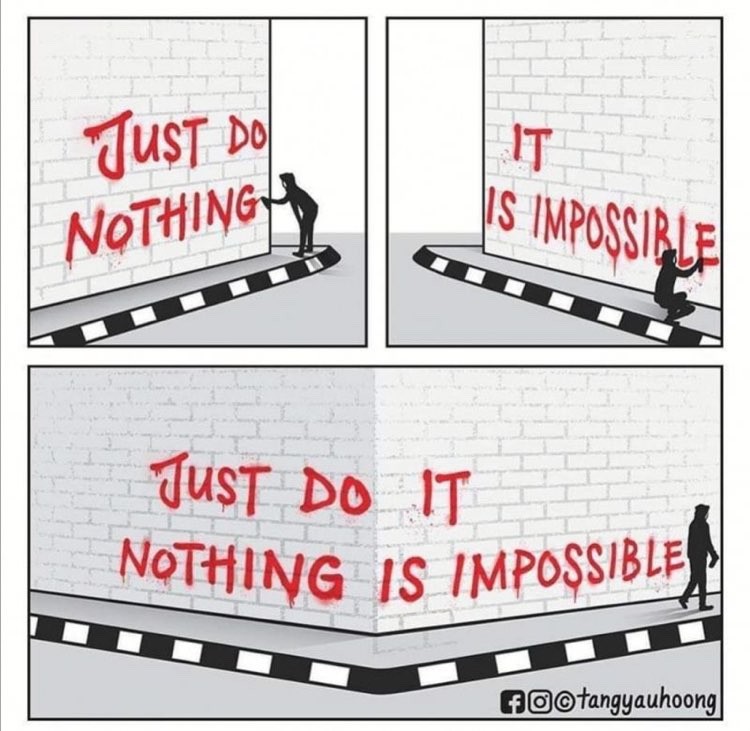 JUST DO
NOTHING
IT
IS IMPOSSIBLE
JUST DO IT
NOTHING IS IMPOSSIBLE
©tangyauhoong